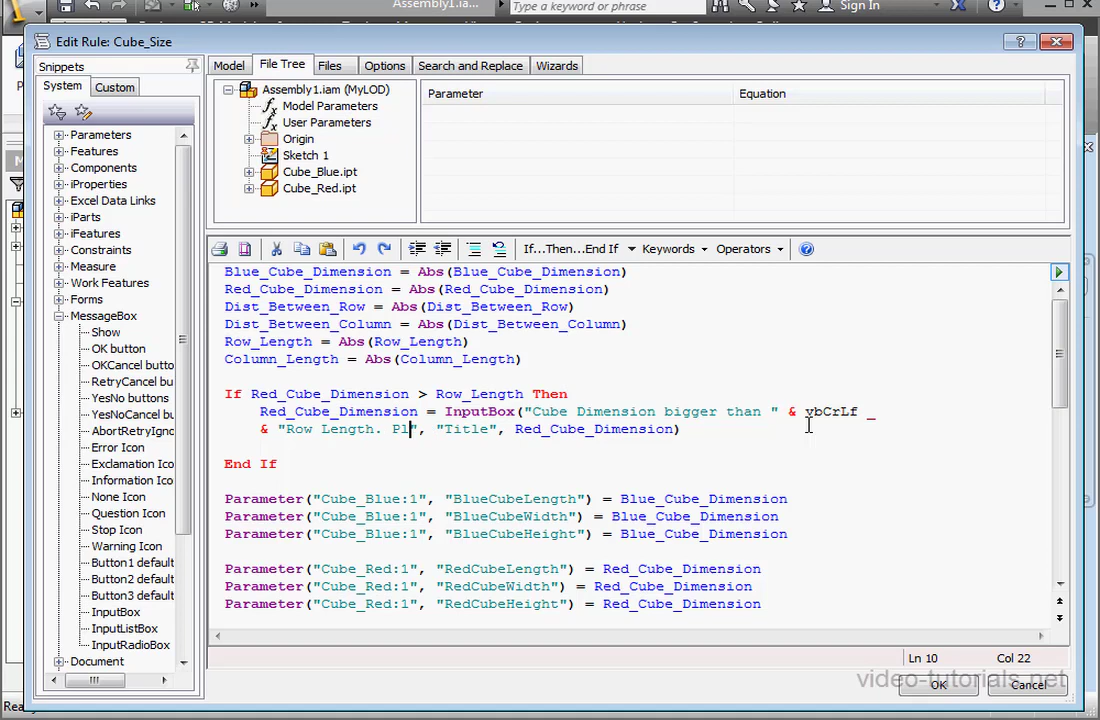 Assembly1.ia...
Type a keyword or phrase
Sign In
Edit Rule: Cube_Size
Snippets
System
Custom
Parameters
Features
Components
iProperties
Excel Data Links
iParts
iFeatures
Constraints
Measure
Work Features
Forms
MessageBox
Show
OK button
OKCancel butto
RetryCancel bu
YesNo buttons
YesNoCancel bu
AbortRetryIgno
Error Icon
Exclamation Ico
Information Ico
None Icon
Question Icon
Stop Icon
Warning Icon
Button1 default
Button2 default
Button3 default
InputBox
InputListBox
InputRadioBox
Document
Model
File Tree
Files
Options
Search and Replace
Wizards
Assembly1.iam (MyLOD)
Model Parameters
User Parameters
Origin
Sketch 1
Cube_Blue.ipt
Cube_Red.ipt
Parameter
Equation
If...Then...End If
Keywords
Operators
Blue_Cube_Dimension = Abs(Blue_Cube_Dimension)
Red_Cube_Dimension = Abs(Red_Cube_Dimension)
Dist_Between_Row = Abs(Dist_Between_Row)
Dist_Between_Column = Abs(Dist_Between_Column)
Row_Length = Abs(Row_Length)
Column_Length = Abs(Column_Length)
If Red_Cube_Dimension > Row_Length Then
Red_Cube_Dimension = InputBox("Cube Dimension bigger than " & vbCrLf _
& "Row Length. Pl", "Title", Red_Cube_Dimension)
End If
Parameter("Cube_Blue:1", "BlueCubeLength") = Blue_Cube_Dimension
Parameter("Cube_Blue:1", "BlueCubeWidth") = Blue_Cube_Dimension
Parameter("Cube_Blue:1", "BlueCubeHeight") = Blue_Cube_Dimension
Parameter("Cube_Red:1", "RedCubeLength") = Red_Cube_Dimension
Parameter("Cube_Red:1", "RedCubeWidth") = Red_Cube_Dimension
Parameter("Cube_Red:1", "RedCubeHeight") = Red_Cube_Dimension
Ln 10
Col 22
OK
Cancel
video-tutorials.net